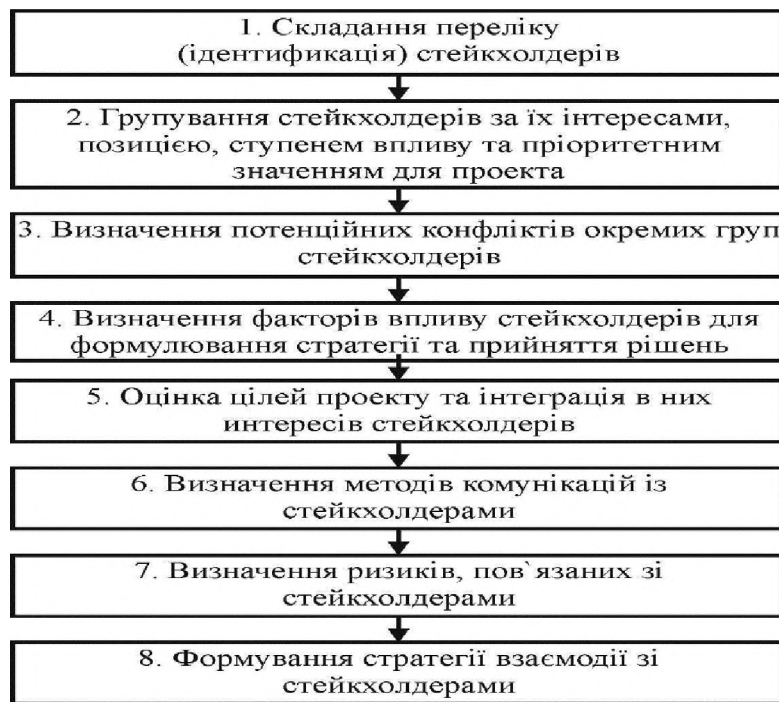 1. Складання переліку
(ідентифікація) стейкхолдерів
2. Групування стейкхолдерів за їх інтересами,
позицією, ступенем впливу та пріоритетним
значенням для проекта
3. Визначення потенційних конфліктів окремих груп
стейкхолдерів
4. Визначення факторів впливу стейкхолдерів для
формулювання стратегії та прийняття рішень
5. Оцінка цілей проекту та інтеграція в них
интересів стейкхолдерів
6. Визначення методів комунікацій із
стейкхолдерами
7. Визначення ризиків, пов`язаних зі
стейкхолдерами
8. Формування стратегії взаємодії зі
стейкхолдерами